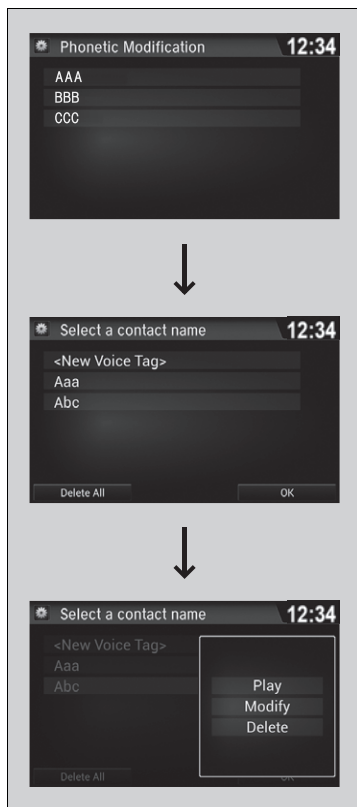 Phonetic Modification 12:34
AAA
BBB
CCC
Select a contact name 12:34
<New Voice Tag>
Aaa
Abc
Delete All OK
Select a contact name 12:34
<New Voice Tag>
Aaa
Abc
Play
Modify
Delete
Delete All OK